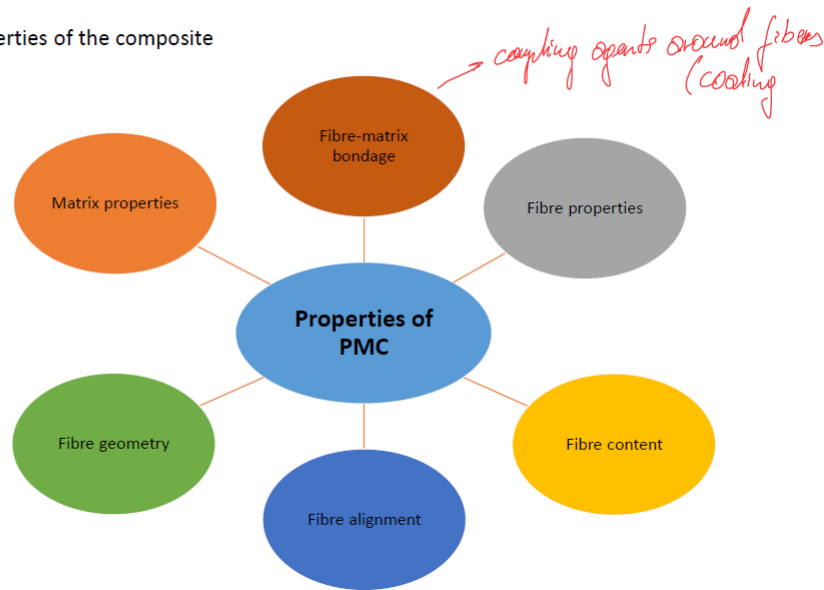 erties of the composite
coupling agents around fibers
(coating
Fibre-matrix
bondage
Matrix properties
Fibre properties
Properties of
PMC
Fibre geometry
Fibre content
Fibre alignment